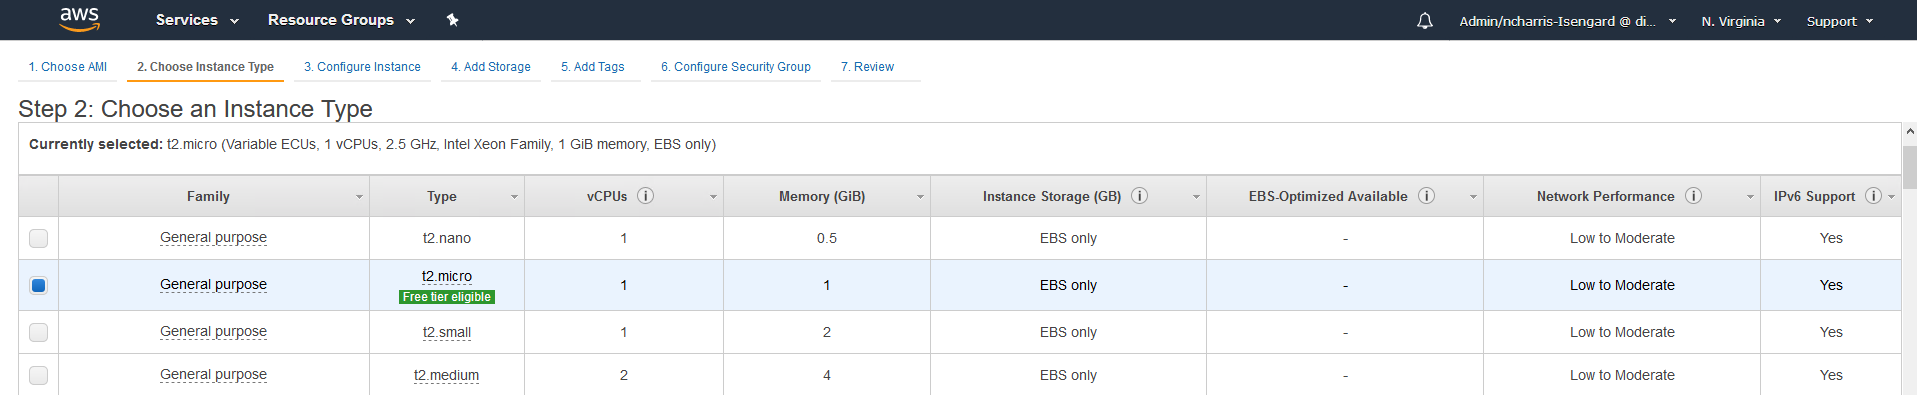 aws Services Resource Groups Admin/ncharris-Isengard @ di... N. Virginia Support
1. Choose AMI 2. Choose Instance Type 3. Configure Instance 4. Add Storage 5. Add Tags 6. Configure Security Group 7. Review
Step 2: Choose an Instance Type
Currently selected: t2.micro (Variable ECUs, 1 vCPUs, 2.5 GHz, Intel Xeon Family, 1 GiB memory, EBS only)
Family Type vCPUs i Memory (GiB) Instance Storage (GB) i EBS-Optimized Available i Network Performance i IPv6 Support i
General purpose t2.nano 1 0.5 EBS only - Low to Moderate Yes
General purpose t2.micro 1 1 EBS only - Low to Moderate Yes
Free tier eligible
General purpose t2.small 1 2 EBS only - Low to Moderate Yes
General purpose t2.medium 2 4 EBS only - Low to Moderate Yes